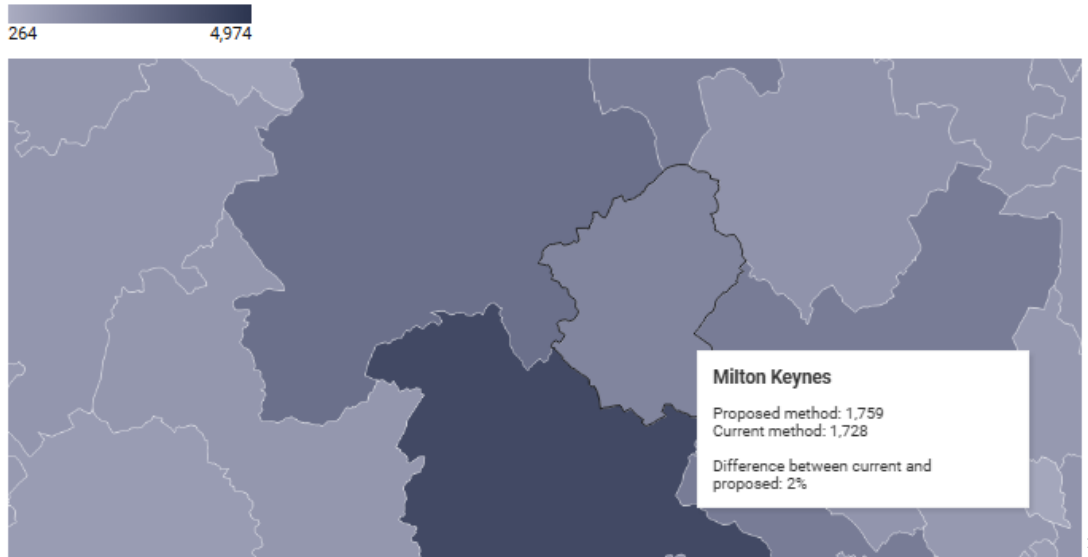 264 4,974
Milton Keynes
Proposed method: 1,759
Current method: 1,728
Difference between current and
proposed: 2%